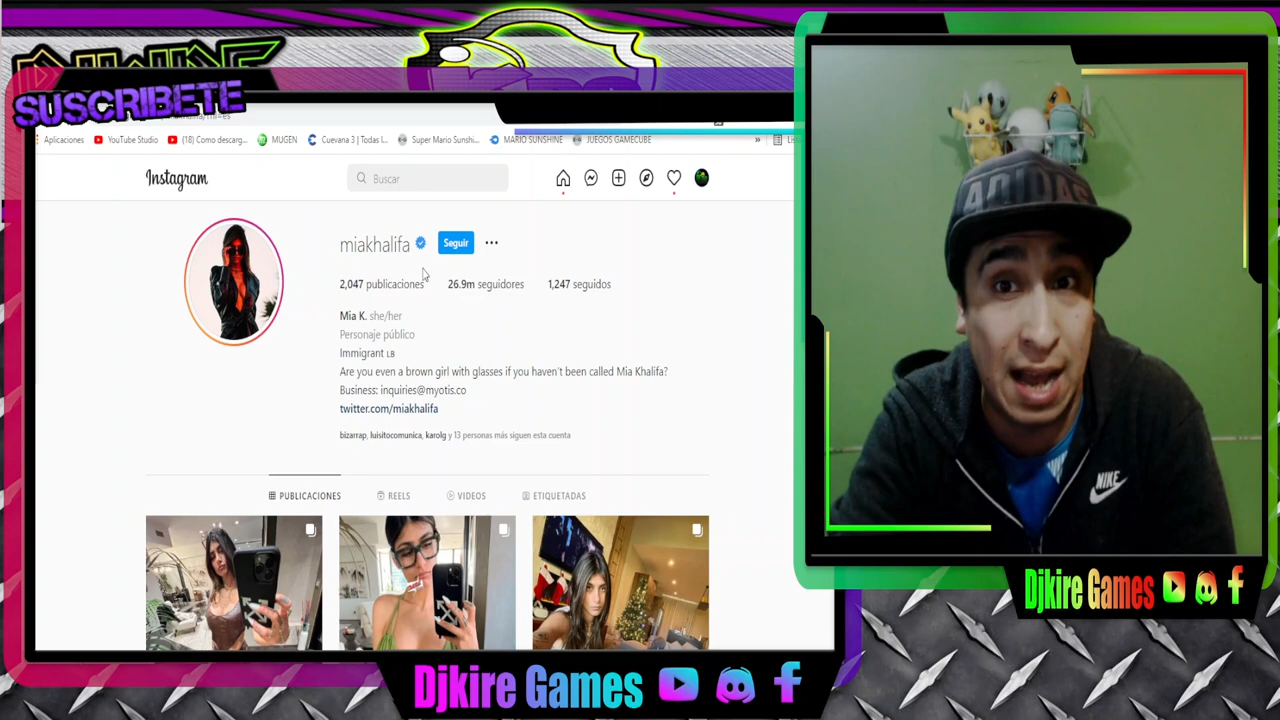 SUSCRIBETE
Aplicaciones
YouTube Studio
(18) Como descarg...
MUGEN
Cuevana 3 | Todas l...
Super Mario Sunshi...
MARIO SUNSHINE
JUEGOS GAMECUBE
»
Instagram
Buscar
miakhalifa
Seguir
2,047 publicaciones 26.9m seguidores 1,247 seguidos
Mia K. she/her
Personaje público
Immigrant LB
Are you even a brown girl with glasses if you haven't been called Mia Khalifa?
Business: inquiries@myotis.co
twitter.com/miakhalifa
bizarrap, luisitocomunica, karolg y 13 personas más siguen esta cuenta
PUBLICACIONES REELS VIDEOS ETIQUETADAS
ADIDAS
NIKE
Djkire Games
Djkire Games